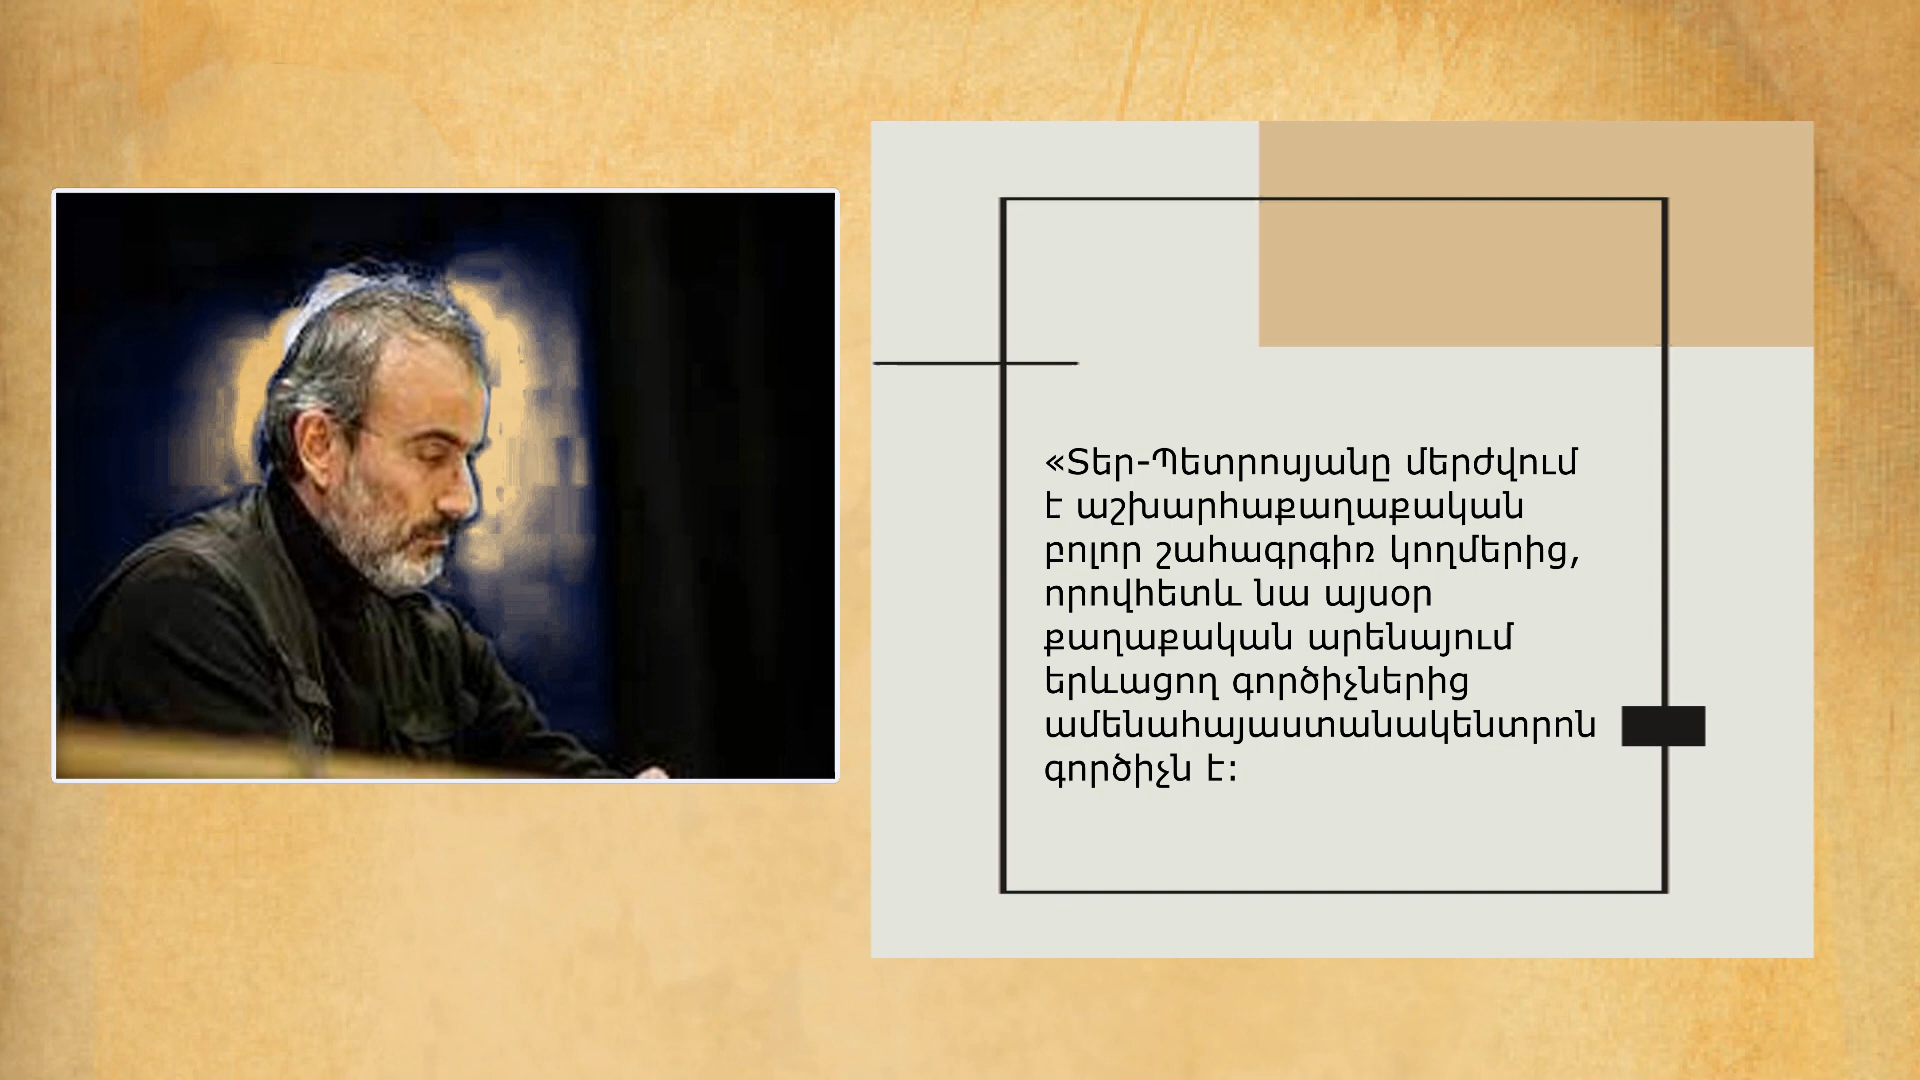 «Տեր-Պետրոսյանը մերժվում
է աշխարհաքաղաքական
բոլոր շահագրգիռ կողմերից,
որովհետև նա այսօր
քաղաքական արենայում
երևացող գործիչներից
ամենահայաստանակենտրոն
գործիչն է: